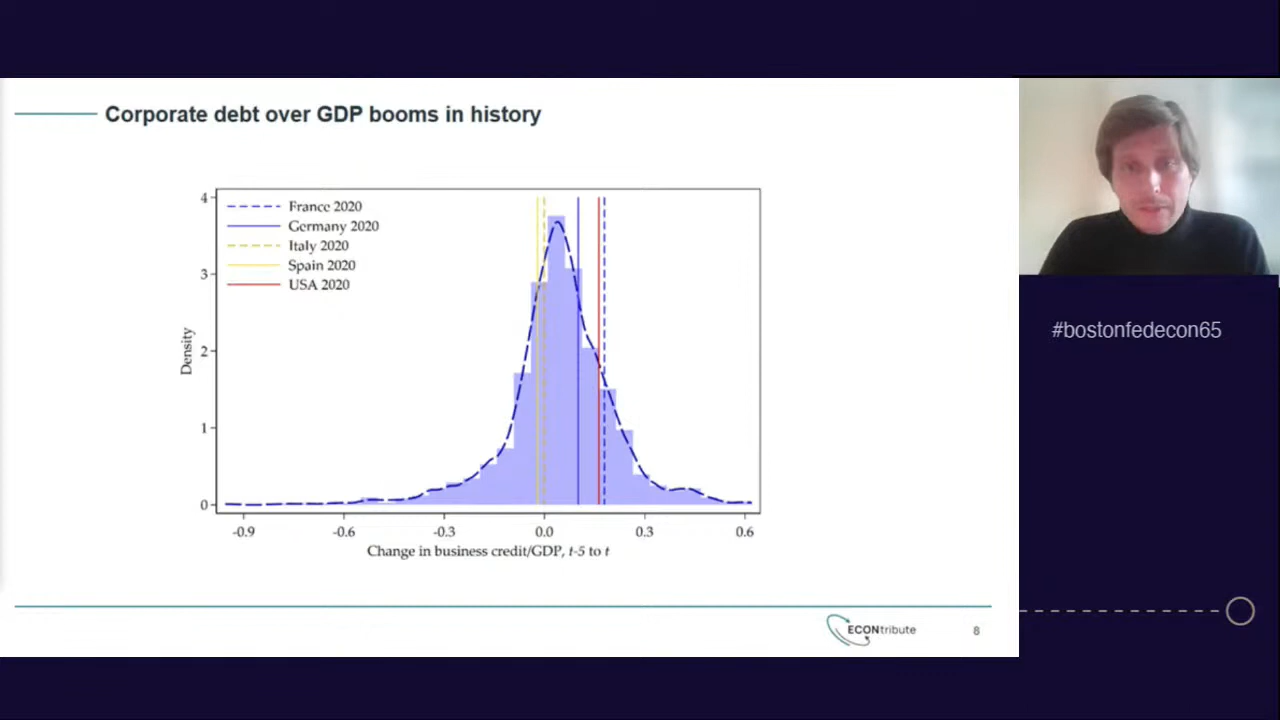 Corporate debt over GDP booms in history
France 2020
Germany 2020
Italy 2020
Spain 2020
USA 2020
Density
4
3
2
1
0
-0.9 -0.6 -0.3 0.0 0.3 0.6
Change in business credit/GDP, t-5 to t
ECONtribute
8
#bostonfedecon65